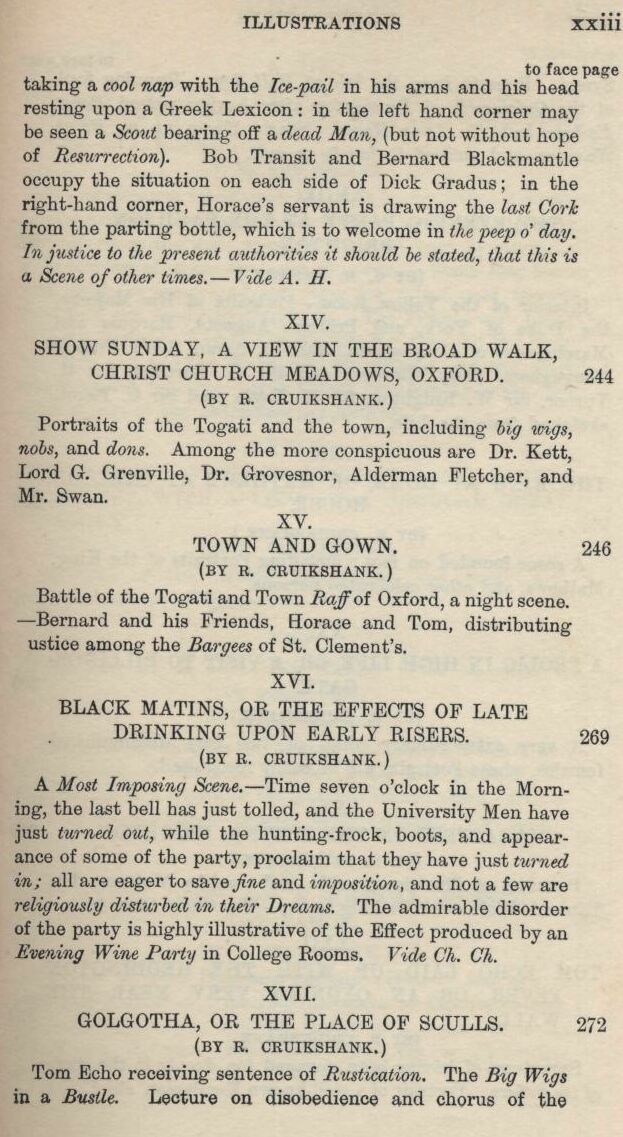 ILLUSTRATIONS xxiii
to face page
taking a cool nap with the Ice-pail in his arms and his head
resting upon a Greek Lexicon: in the left hand corner may
be seen a Scout bearing off a dead Man, (but not without hope
of Resurrection). Bob Transit and Bernard Blackmantle
occupy the situation on each side of Dick Gradus; in the
right-hand corner, Horace's servant is drawing the last Cork
from the parting bottle, which is to welcome in the peep o' day.
In justice to the present authorities it should be stated, that this is
a Scene of other times.—Vide A. H.
XIV.
SHOW SUNDAY, A VIEW IN THE BROAD WALK,
CHRIST CHURCH MEADOWS, OXFORD. 244
(BY R. CRUIKSHANK.)
Portraits of the Togati and the town, including big wigs,
nobs, and dons. Among the more conspicuous are Dr. Kett,
Lord G. Grenville, Dr. Grovesnor, Alderman Fletcher, and
Mr. Swan.
XV.
TOWN AND GOWN. 246
(BY R. CRUIKSHANK.)
Battle of the Togati and Town Raff of Oxford, a night scene.
—Bernard and his Friends, Horace and Tom, distributing
ustice among the Bargees of St. Clement's.
XVI.
BLACK MATINS, OR THE EFFECTS OF LATE
DRINKING UPON EARLY RISERS. 269
(BY R. CRUIKSHANK.)
A Most Imposing Scene.—Time seven o'clock in the Morn-
ing, the last bell has just tolled, and the University Men have
just turned out, while the hunting-frock, boots, and appear-
ance of some of the party, proclaim that they have just turned
in; all are eager to save fine and imposition, and not a few are
religiously disturbed in their Dreams. The admirable disorder
of the party is highly illustrative of the Effect produced by an
Evening Wine Party in College Rooms. Vide Ch. Ch.
XVII.
GOLGOTHA, OR THE PLACE OF SCULLS. 272
(BY R. CRUIKSHANK.)
Tom Echo receiving sentence of Rustication. The Big Wigs
in a Bustle. Lecture on disobedience and chorus of the